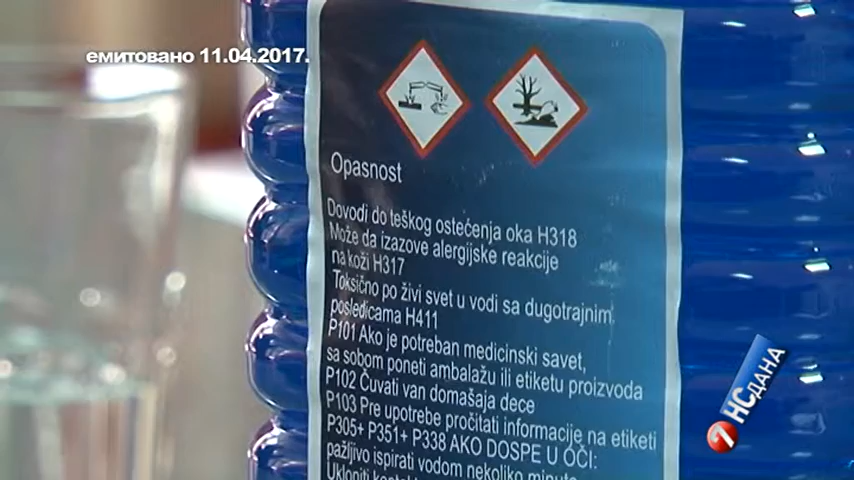 емитовано 11.04.2017.
Opasnost
Dovodi do teškog ostećenja oka H318
Može da izazove alergijske reakcije
na koži H317
Toksično po živi svet u vodi sa dugotrajnim
posledicama H411
P101 Ako je potreban medicinski savet,
sa sobom poneti ambalažu ili etiketu proizvoda
P102 Čuvati van domašaja dece
P103 Pre upotrebe pročitati informacije na etiketi
P305+ P351+ P338 AKO DOSPE U OČI:
pažljivo ispirati vodom nekoliko minuta
Ukloniti
1 НСдАНА